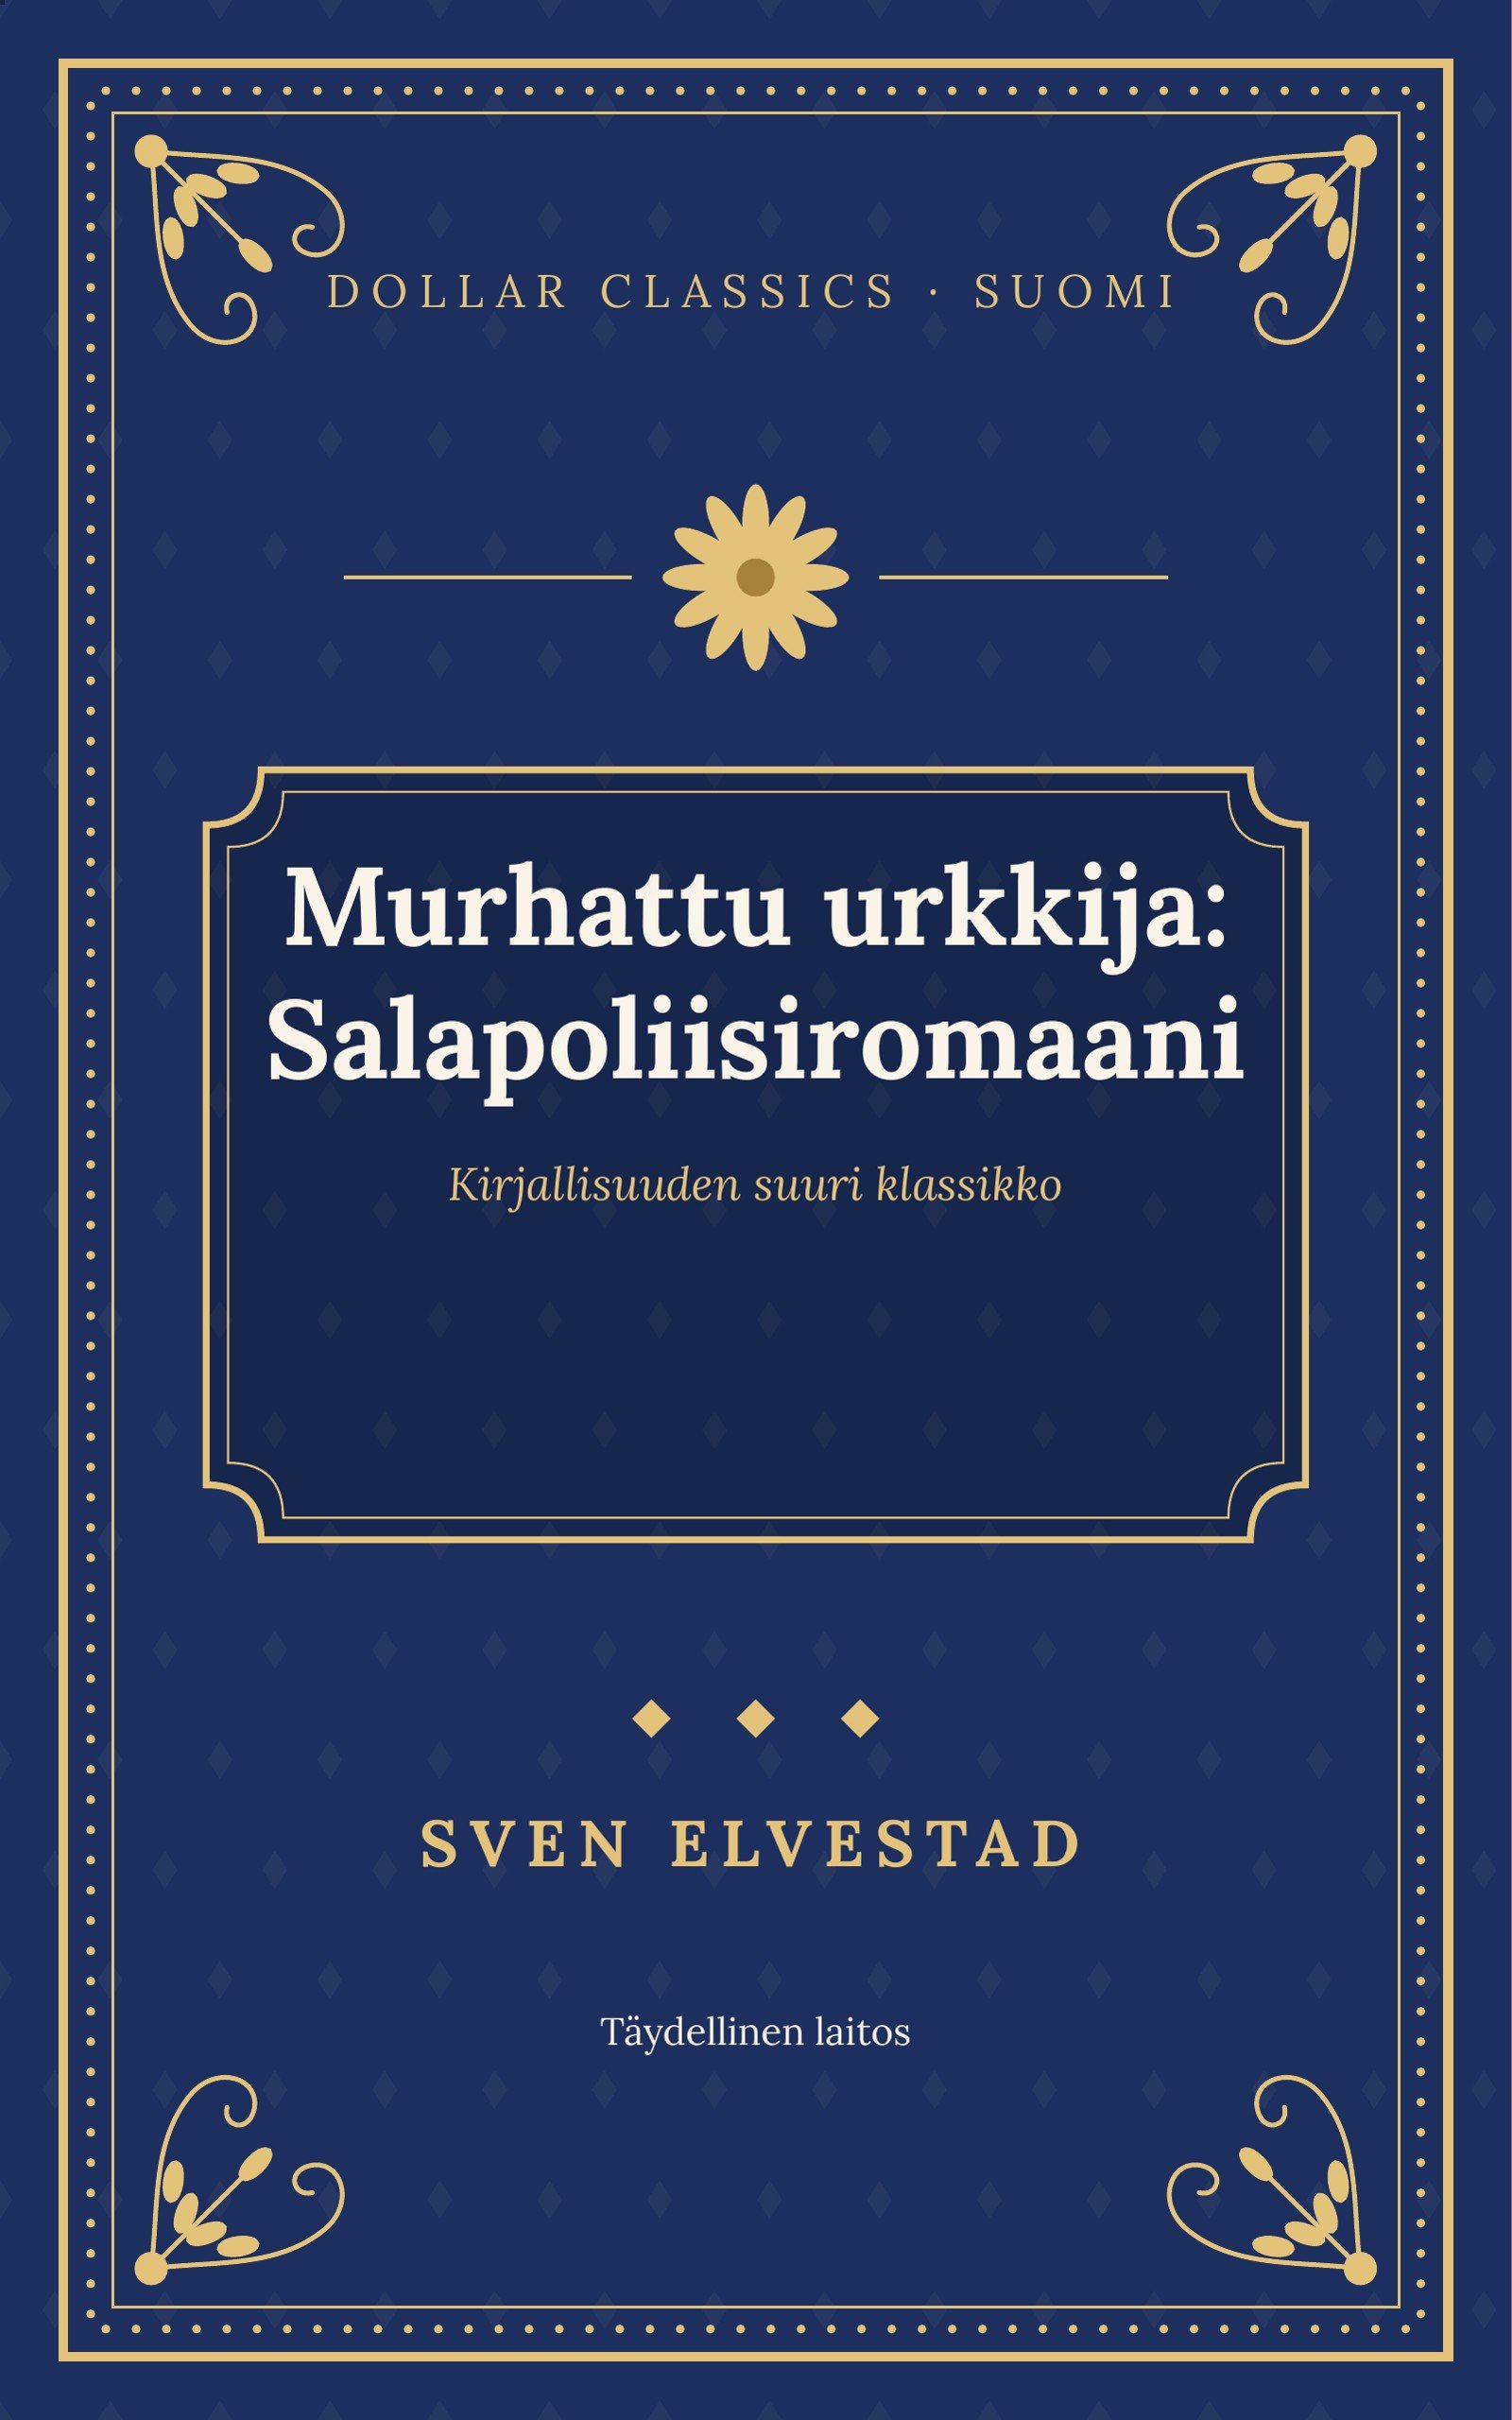 DOLLAR CLASSICS · SUOMI
Murhattu urkkija:
Salapoliisiromaani
Kirjallisuuden suuri klassikko
SVEN ELVESTAD
Täydellinen laitos